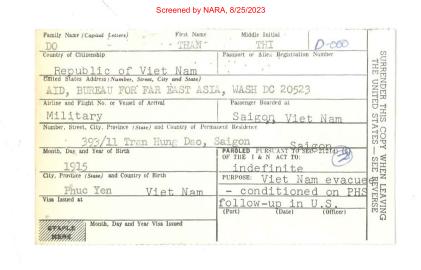 Screened by NARA, 8/25/2023
Family Name (Capital Letters) First Name Middle Initial
DO THAN THI D-000
Country of Citizenship Passport or Alien Registration Number
Republic of Viet Nam
United States Address (Number, Street, City and State)
AID, BUREAU FOR FAR EAST ASIA, WASH DC 20523
Airline and Flight No. or Vessel of Arrival Passenger Boarded at
Military Saigon, Viet Nam
Number, Street, City, Province (State) and Country of Permanent Residence
393/11 Tran Hung Dao, Saigon Saigon
Month, Day, and Year of Birth PAROLED PURSUANT TO SEC.
OF THE I & N ACT TO:
1915 indefinite
City, Province (State) and Country of Birth PURPOSE: Viet Nam evacue
Phuc Yen Viet Nam - conditioned on PHS
Visa Issued at follow-up in U.S.
(Port) (Date) (Officer)
Month, Day and Year Visa Issued
STAPLE
HERE
SURRENDER THIS COPY WHEN LEAVING
THE UNITED STATES—SEE REVERSE